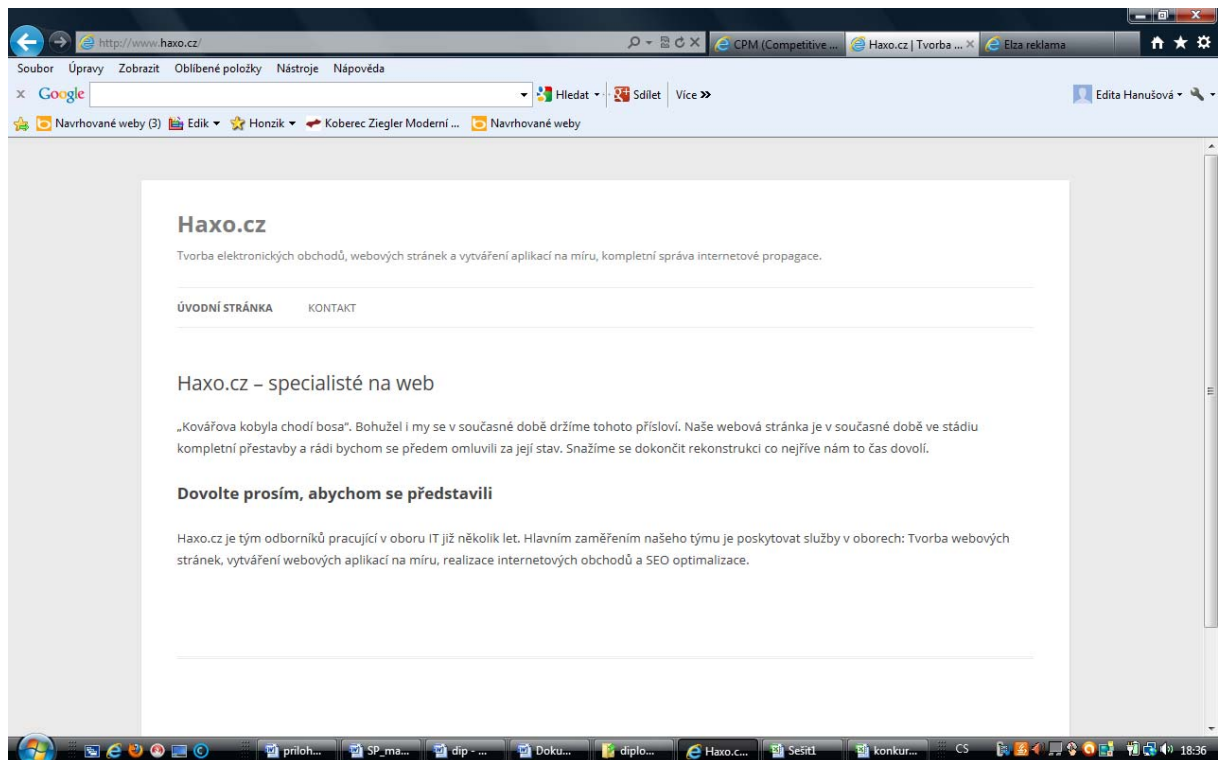 http://www.haxo.cz/
CPM (Competitive ...
Haxo.cz | Tvorba ...
Elza reklama
Soubor Úpravy Zobrazit Oblíbené položky Nástroje Nápověda
Google
Hledat
Sdílet
Více
Edita Hanušová
Navrhované weby (3)
Edik
Honzik
Koberec Ziegler Moderní ...
Navrhované weby
Haxo.cz
Tvorba elektronických obchodů, webových stránek a vytváření aplikací na míru, kompletní správa internetové propagace.
ÚVODNÍ STRÁNKA KONTAKT
Haxo.cz – specialisté na web
„Kovářova kobyla chodí bosa“. Bohužel i my se v současné době držíme tohoto přísloví. Naše webová stránka je v současné době ve stádiu
kompletní přestavby a rádi bychom se předem omluvili za její stav. Snažíme se dokončit rekonstrukci co nejříve nám to čas dovolí.
Dovolte prosím, abychom se představili
Haxo.cz je tým odborníků pracující v oboru IT již několik let. Hlavním zaměřením našeho týmu je poskytovat služby v oborech: Tvorba webových
stránek, vytváření webových aplikací na míru, realizace internetových obchodů a SEO optimalizace.
priloh...
SP_ma...
dip - ...
Doku...
diplo...
Haxo.c...
Sešit1
konkur...
CS
18:36